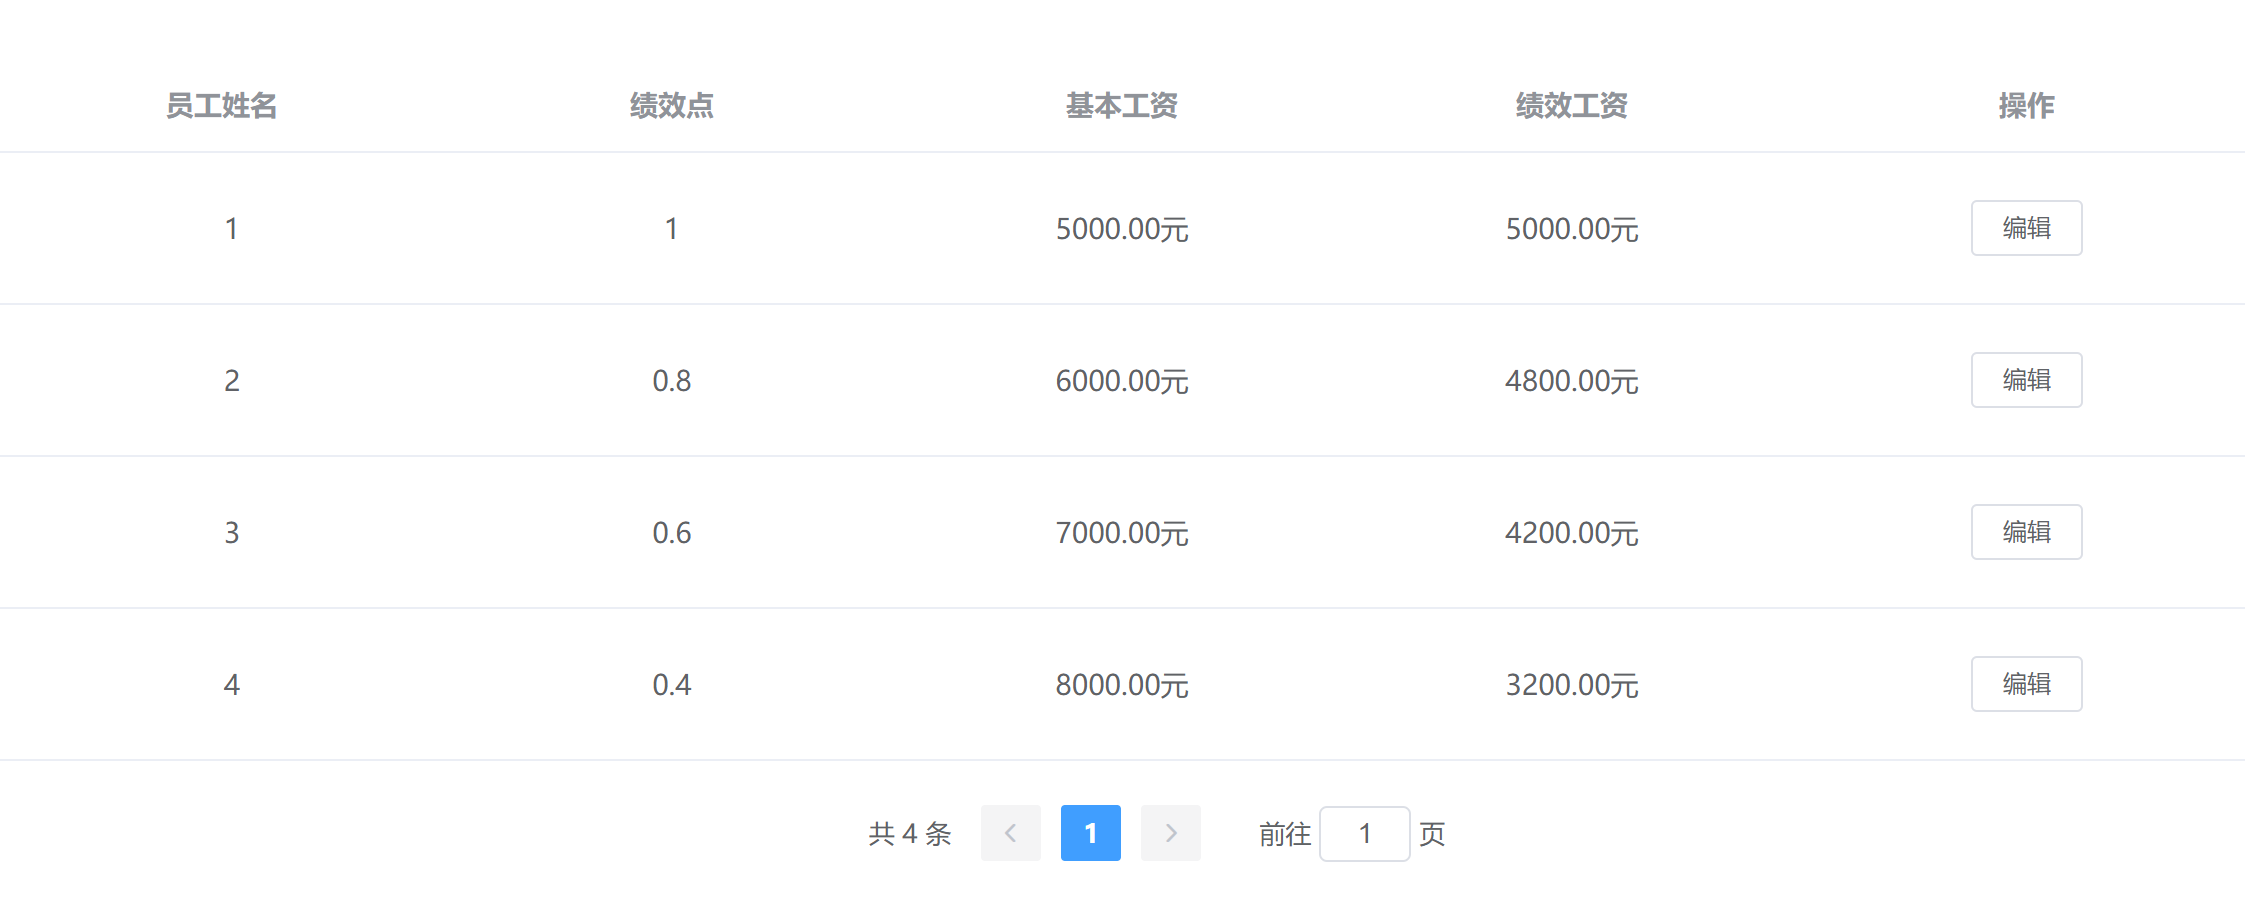 员工姓名 绩效点 基本工资 绩效工资 操作
1 1 5000.00元 5000.00元 编辑
2 0.8 6000.00元 4800.00元 编辑
3 0.6 7000.00元 4200.00元 编辑
4 0.4 8000.00元 3200.00元 编辑
共 4 条 1 前往 1 页